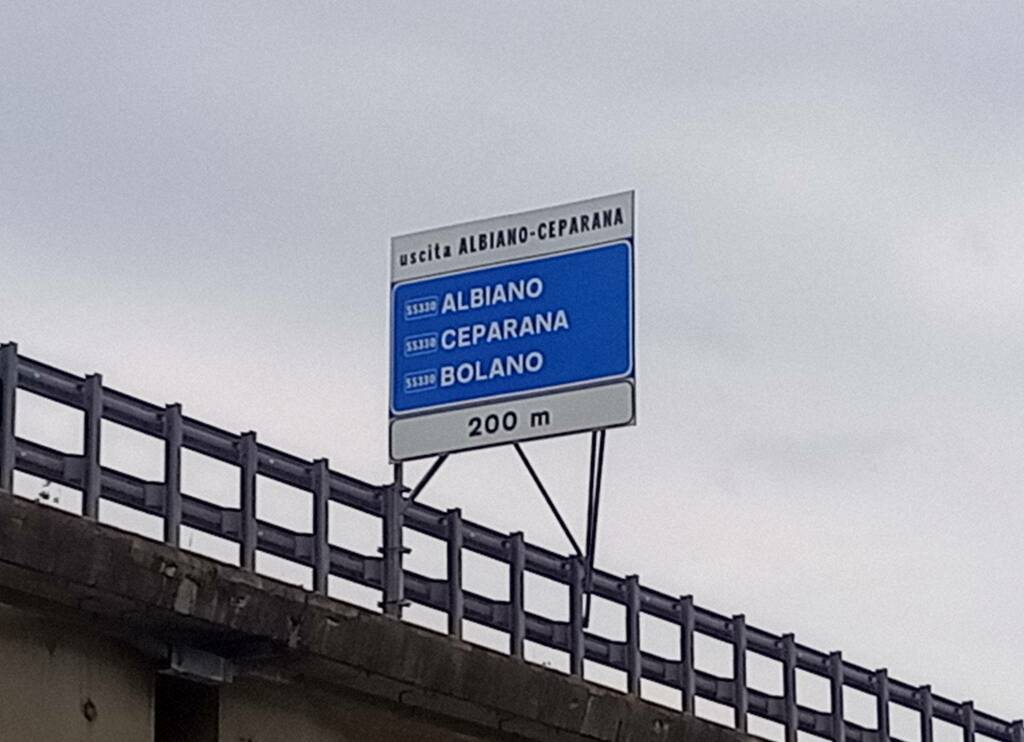 uscita ALBIANO-CEPARANA
SS330 ALBIANO
SS330 CEPARANA
SS330 BOLANO
200 m